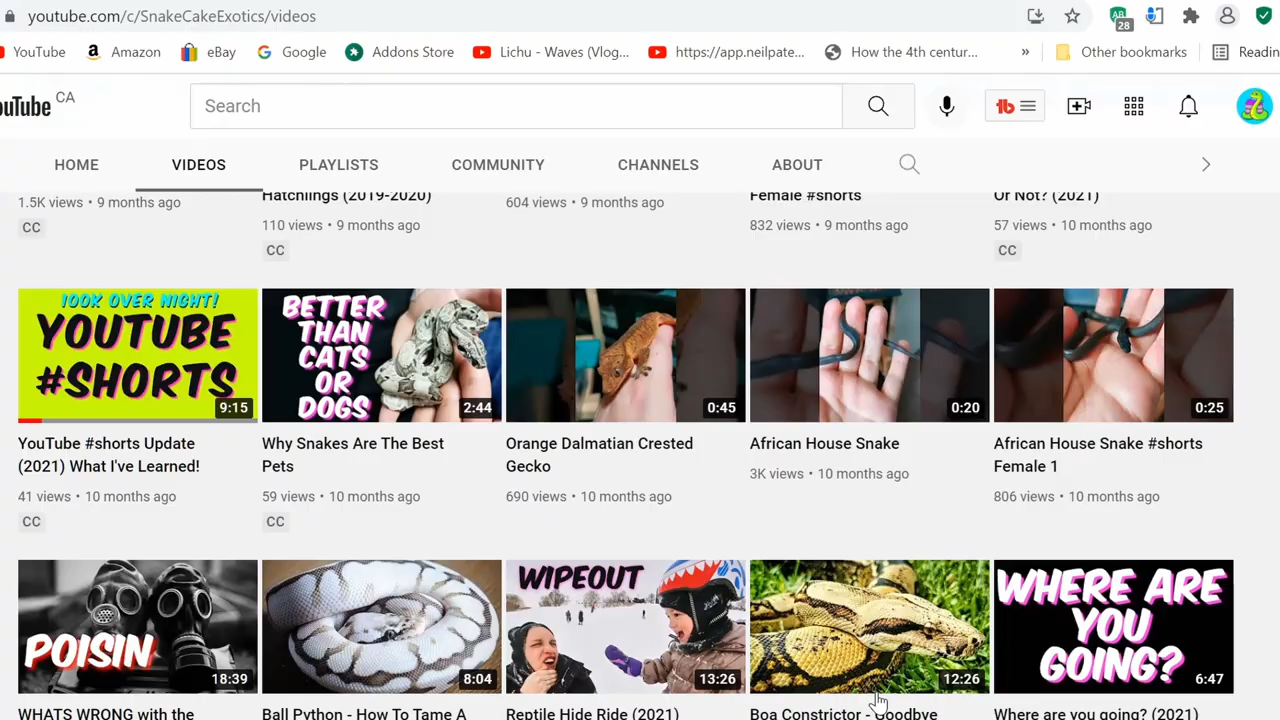 youtube.com/c/SnakeCakeExotics/videos
28
YouTube Amazon eBay Google Addons Store Lichu - Waves (Vlog... https://app.neilpate... How the 4th centur... » Other bookmarks
ouTube CA Search
HOME VIDEOS PLAYLISTS COMMUNITY CHANNELS ABOUT
1.5K views • 9 months ago
CC
Hatchlings (2019-2020)
110 views • 9 months ago
CC
604 views • 9 months ago
Female #shorts
832 views • 9 months ago
Or Not? (2021)
57 views • 10 months ago
CC
100K OVER NIGHT!
YOUTUBE
#SHORTS
9:15
YouTube #shorts Update
(2021) What I've Learned!
41 views • 10 months ago
CC
BETTER
THAN
CATS
OR
DOGS
2:44
Why Snakes Are The Best
Pets
59 views • 10 months ago
CC
0:45
Orange Dalmatian Crested
Gecko
690 views • 10 months ago
0:20
African House Snake
3K views • 10 months ago
0:25
African House Snake #shorts
Female 1
806 views • 10 months ago
POISIN
18:39
WHATS WRONG with the
8:04
Ball Python - How To Tame A
WIPEOUT
13:26
Reptile Hide Ride (2021)
12:26
Boa Constrictor - Goodbye
WHERE ARE
YOU
GOING?
6:47
Where are you going? (2021)